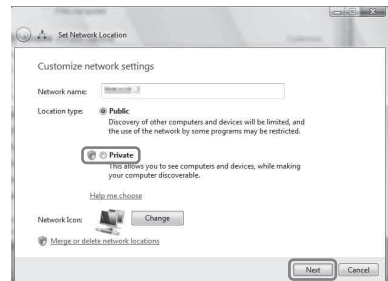 Set Network Location
Customize network settings
Network name:
Location type:
Public
Discovery of other computers and devices will be limited, and
the use of the network by some programs may be restricted.
Private
This allows you to see computers and devices, while making
your computer discoverable.
Help me choose
Network Icon:
Change
Merge or delete network locations
Next
Cancel